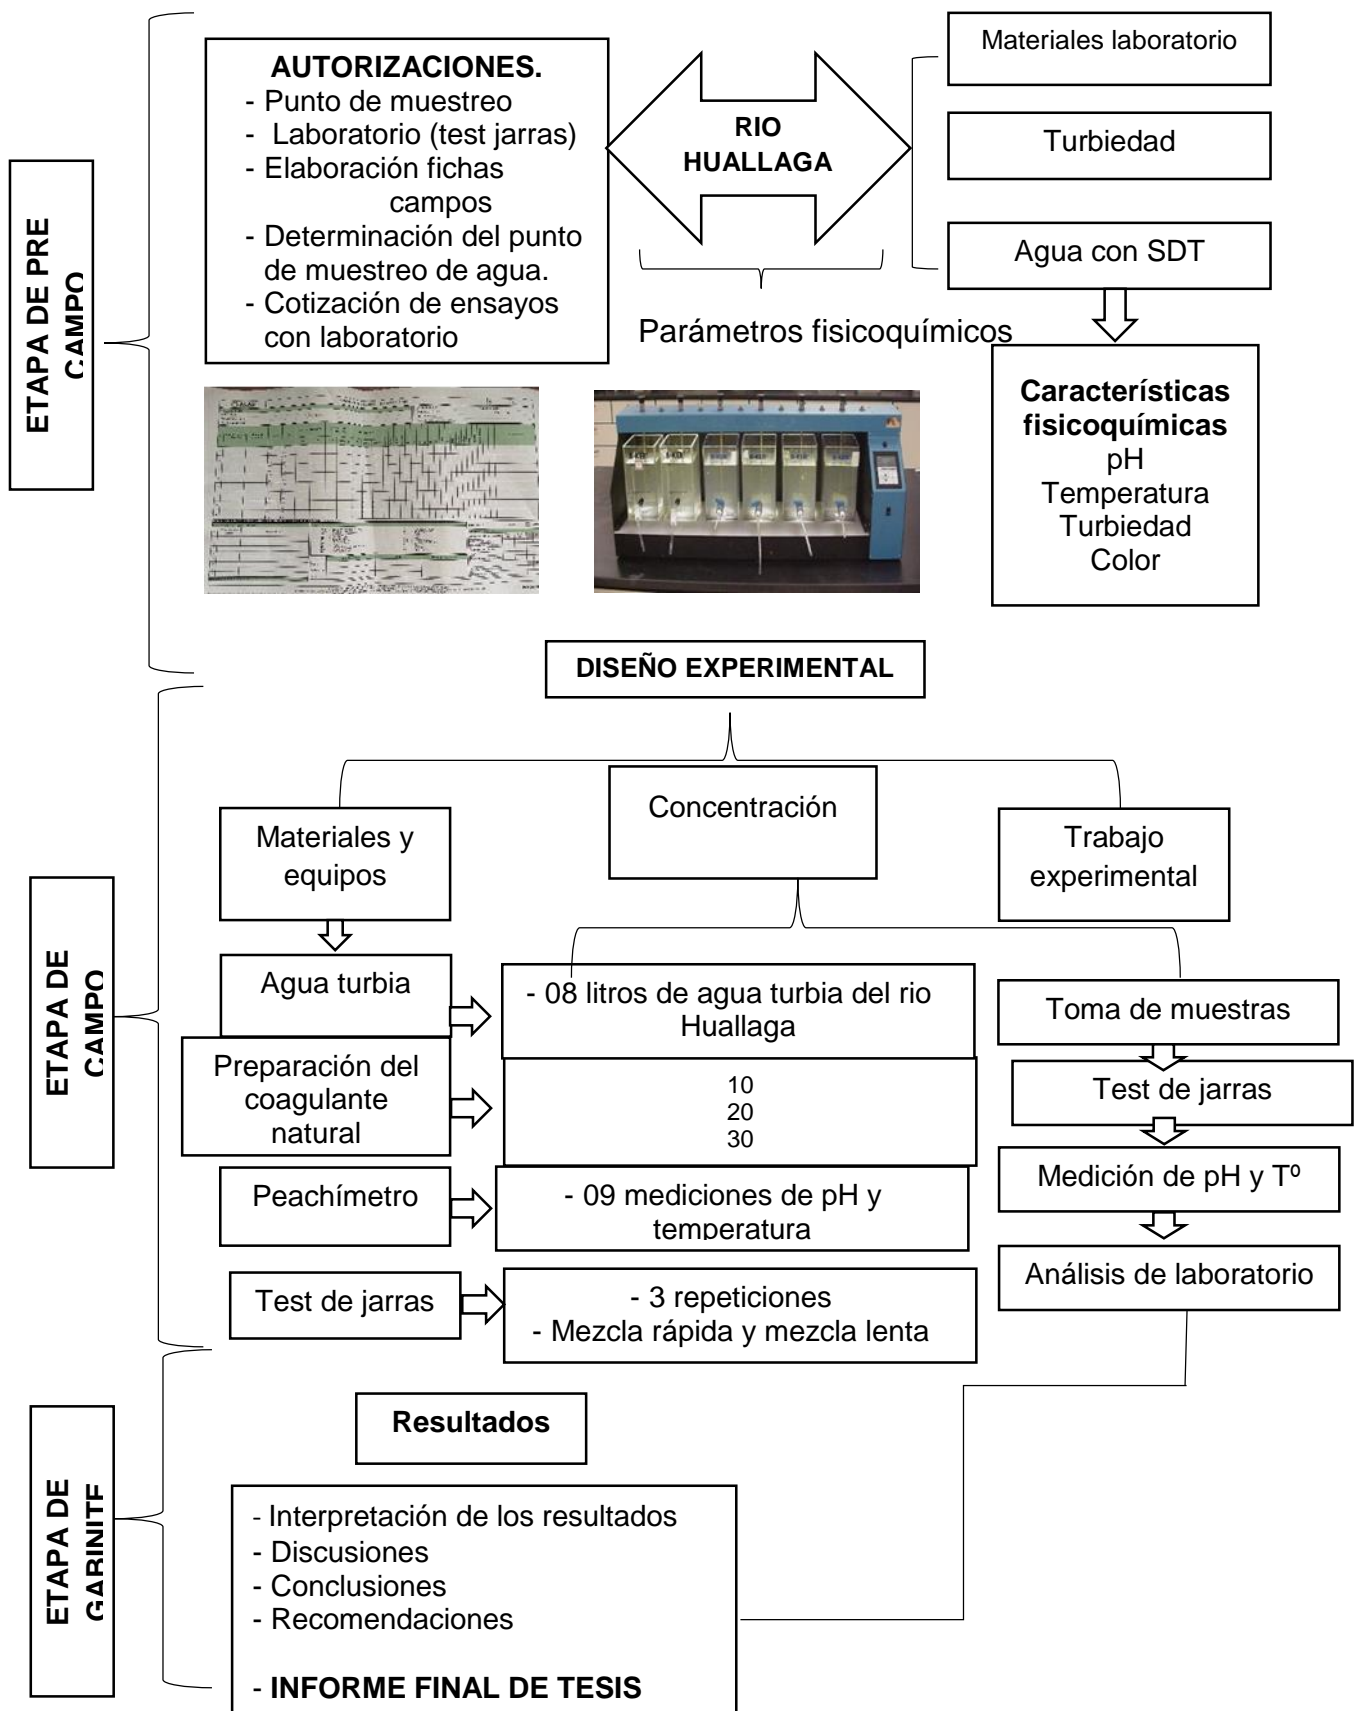 ETAPA DE PRE
CAMPO
AUTORIZACIONES.
- Punto de muestreo
- Laboratorio (test jarras)
- Elaboración fichas
campos
- Determinación del punto
de muestreo de agua.
- Cotización de ensayos
con laboratorio
RIO
HUALLAGA
Parámetros fisicoquímicos
Materiales laboratorio
Turbiedad
Agua con SDT
Características
fisicoquímicas
pH
Temperatura
Turbiedad
Color
DISEÑO EXPERIMENTAL
ETAPA DE
CAMPO
Materiales y
equipos
Concentración
Trabajo
experimental
Agua turbia
- 08 litros de agua turbia del rio
Huallaga
Preparación del
coagulante
natural
10
20
30
Peachímetro
- 09 mediciones de pH y
temperatura
Test de jarras
- 3 repeticiones
- Mezcla rápida y mezcla lenta
Toma de muestras
Test de jarras
Medición de pH y Tº
Análisis de laboratorio
ETAPA DE
GABINITE
Resultados
- Interpretación de los resultados
- Discusiones
- Conclusiones
- Recomendaciones
- INFORME FINAL DE TESIS